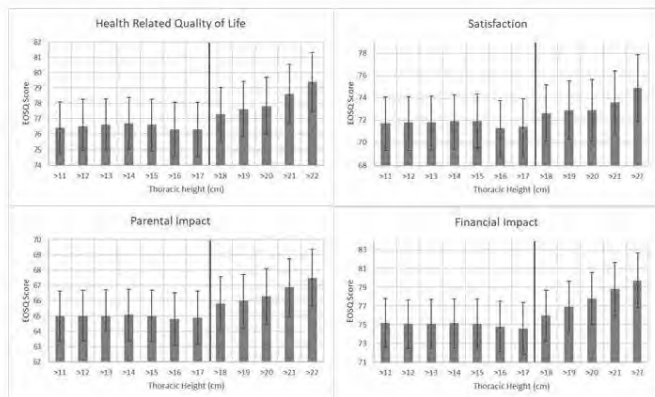 Health Related Quality of Life
EOSQ Score
82
81
80
79
78
77
76
75
74
>11 >12 >13 >14 >15 >16 >17 >18 >19 >20 >21 >22
Thoracic height (cm)
Satisfaction
EOSQ Score
78
76
74
72
70
68
>11 >12 >13 >14 >15 >16 >17 >18 >19 >20 >21 >22
Thoracic Height (cm)
Parental Impact
EOSQ Score
70
69
68
67
66
65
64
63
62
>11 >12 >13 >14 >15 >16 >17 >18 >19 >20 >21 >22
Thoracic Height (cm)
Financial Impact
EOSQ Score
83
81
79
77
75
73
71
>11 >12 >13 >14 >15 >16 >17 >18 >19 >20 >21 >22
Thoracic Height (cm)